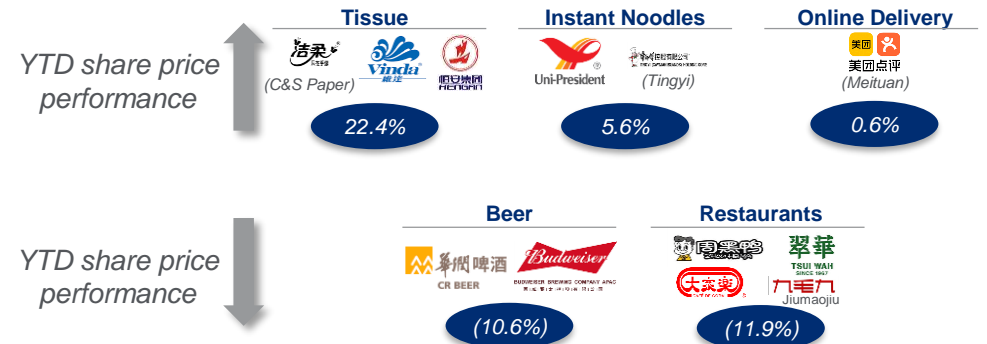 Tissue
Instant Noodles
Online Delivery
YTD share price
performance
洁柔
(C&S Paper)
Vinda
維達
恒安集团
HENGAN
Uni-President
®
(Tingyi)
美团
美团点评
(Meituan)
22.4%
5.6%
0.6%
Beer
Restaurants
YTD share price
performance
華潤啤酒
CR BEER
Budweiser
BUDWEISER BREWING COMPANY APAC
周黑鸭
翠華
TSUI WAH
SINCE 1967
大家樂
九毛九
Jiumaojiu
(10.6%)
(11.9%)